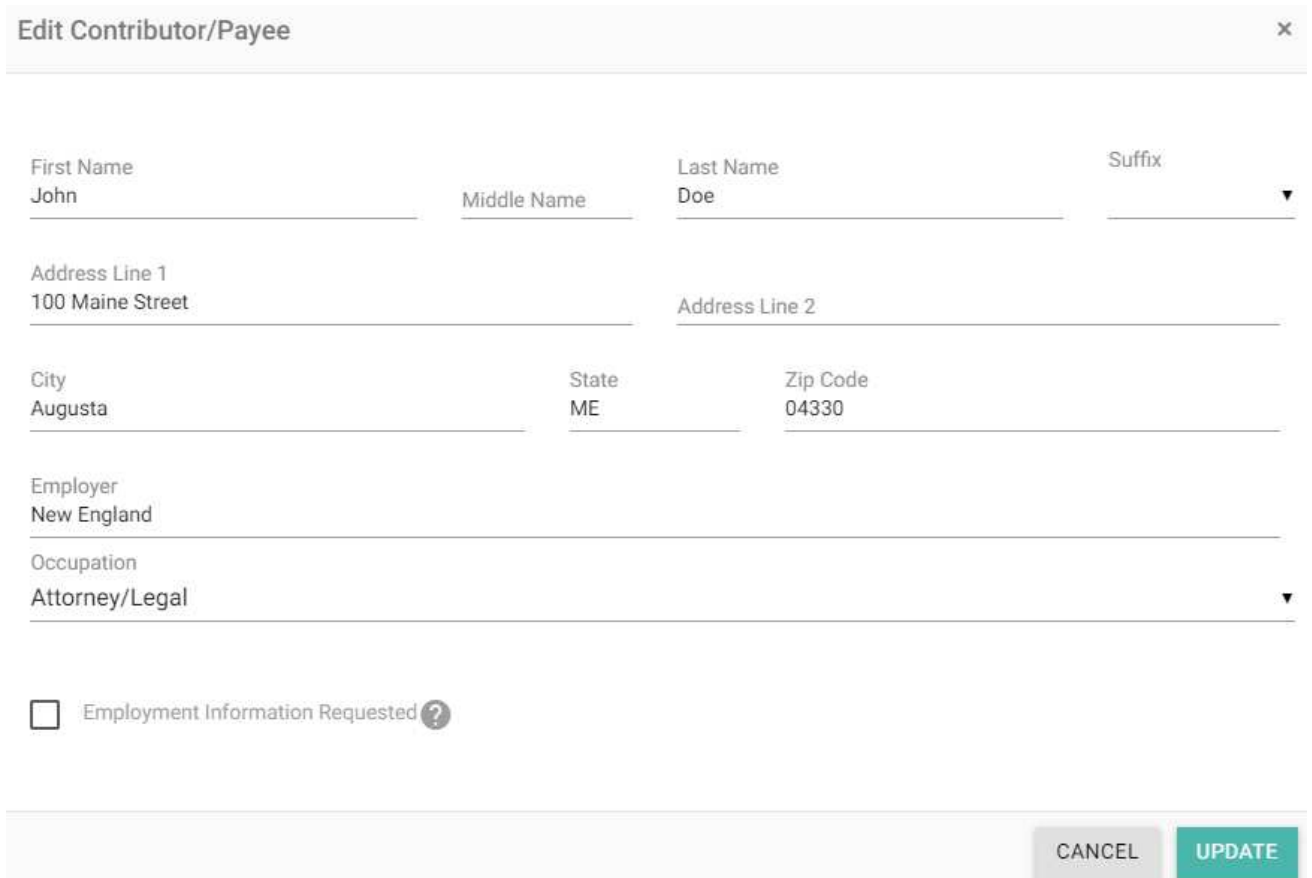 Edit Contributor/Payee ×
First Name Last Name Suffix
John Middle Name Doe
Address Line 1
100 Maine Street Address Line 2
City State Zip Code
Augusta ME 04330
Employer
New England
Occupation
Attorney/Legal
Employment Information Requested ?
CANCEL UPDATE